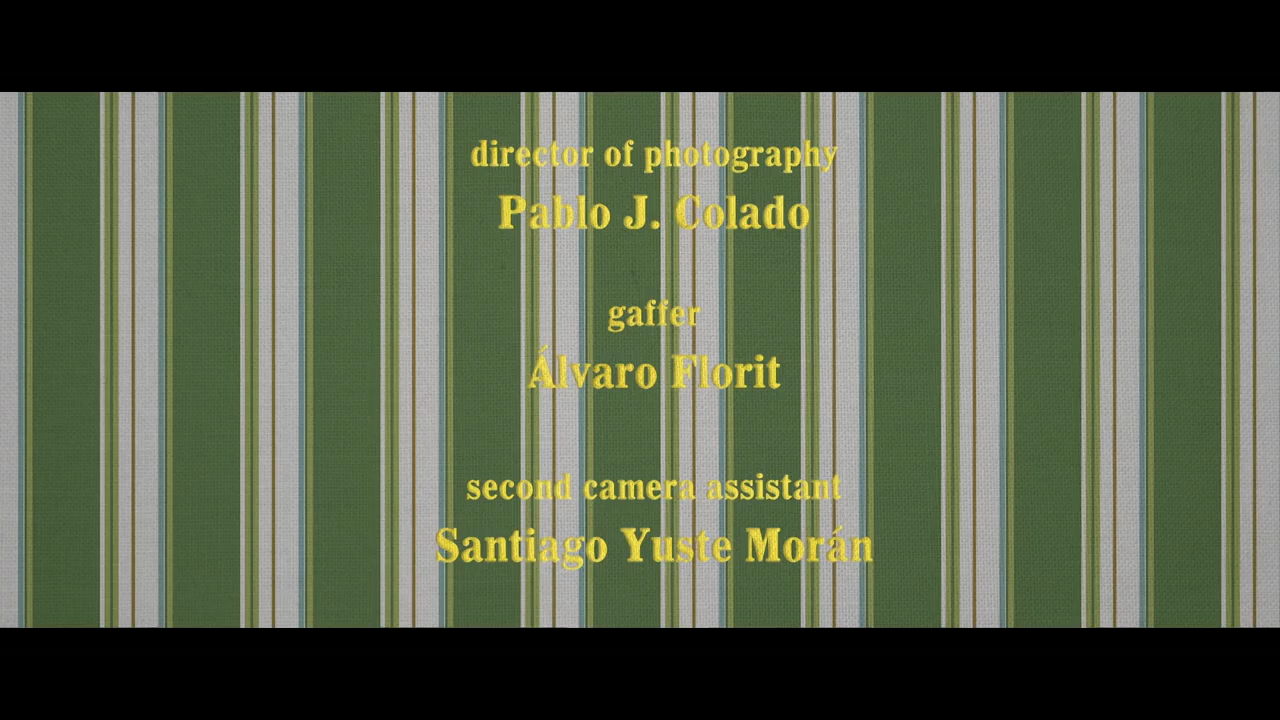 director of photography
Pablo J. Colado
gaffer
Álvaro Florit
second camera assistant
Santiago Yuste Morán